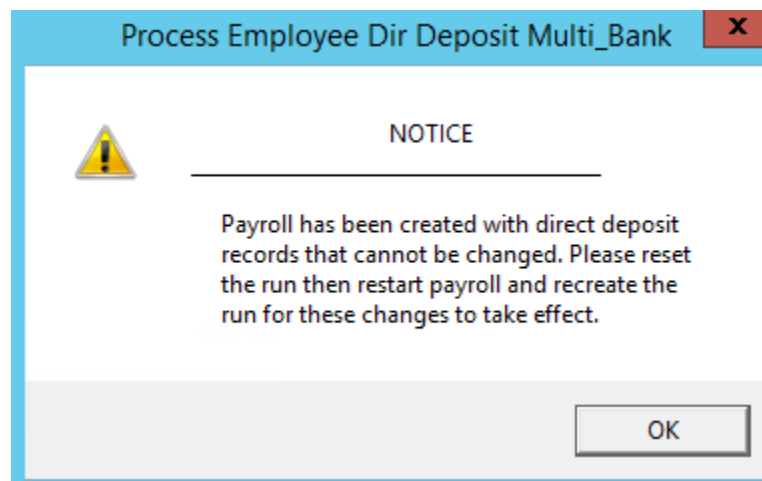 Process Employee Dir Deposit Multi_Bank
x
NOTICE
Payroll has been created with direct deposit
records that cannot be changed. Please reset
the run then restart payroll and recreate the
run for these changes to take effect.
OK